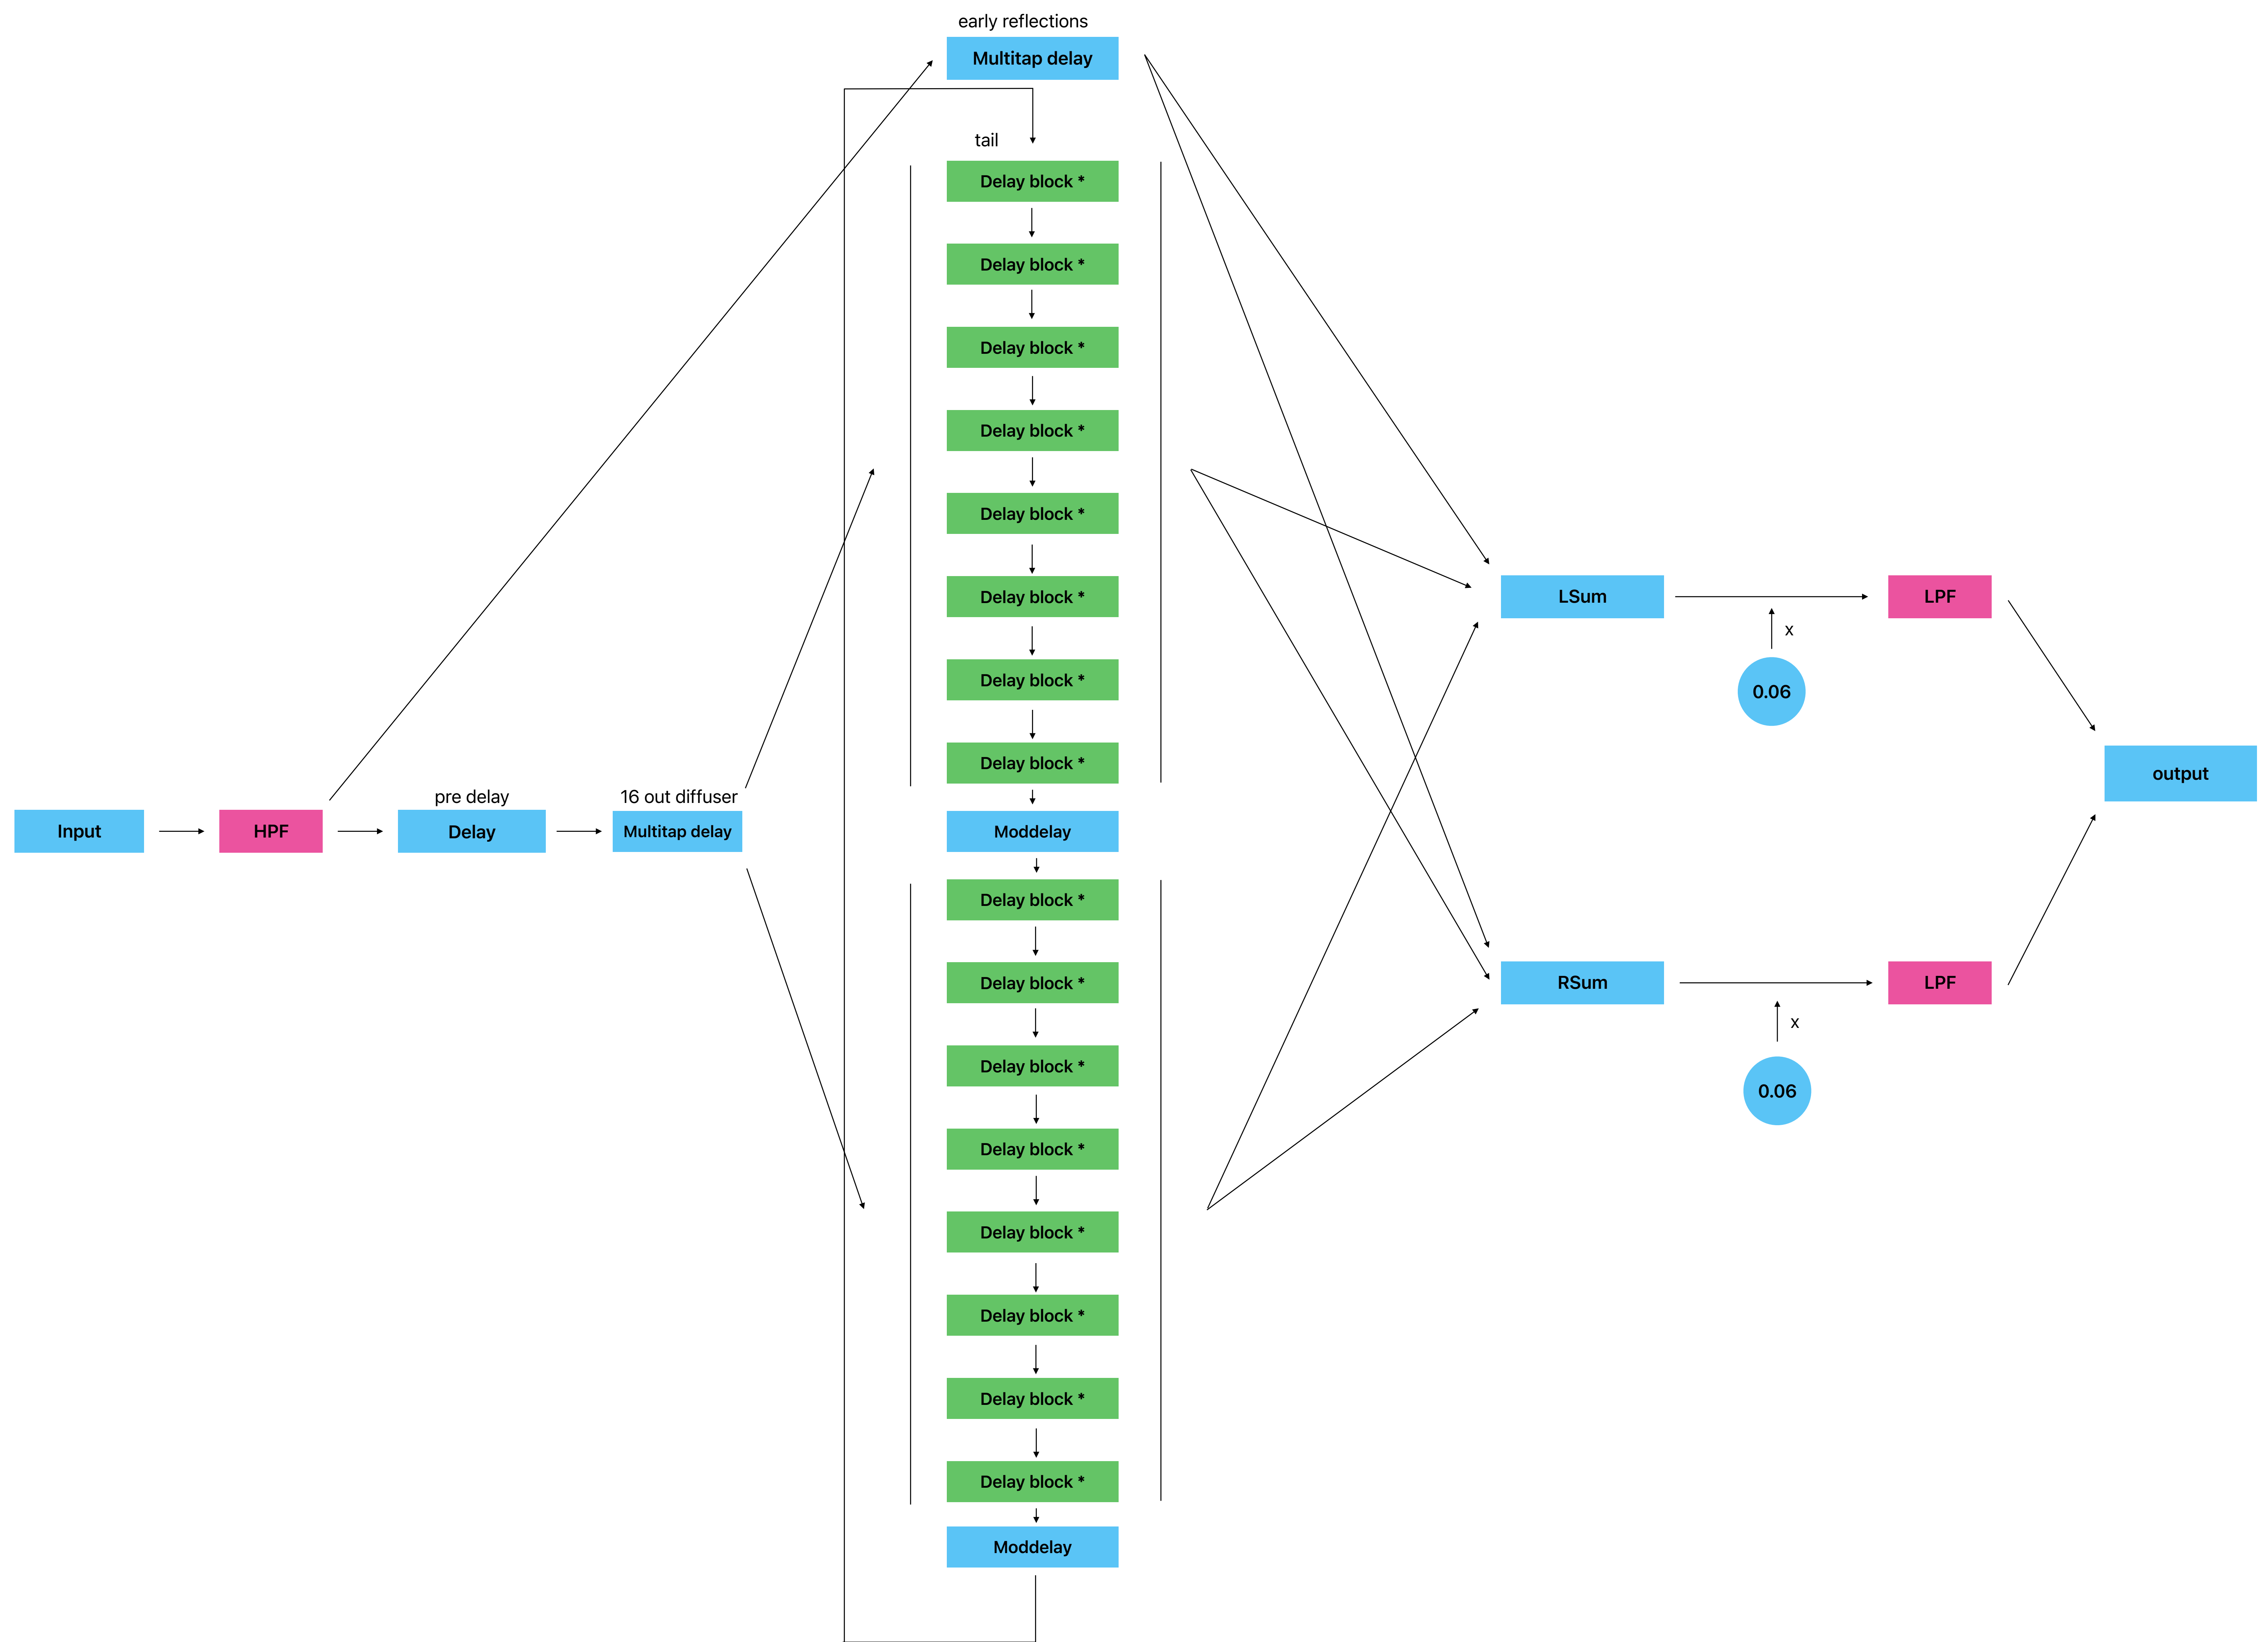 early reflections
Multitap delay
tail
Delay block *
Delay block *
Delay block *
Delay block *
Delay block *
Delay block *
Delay block *
Delay block *
Input
HPF
pre delay
Delay
16 out diffuser
Multitap delay
Moddelay
Delay block *
Delay block *
Delay block *
Delay block *
Delay block *
Delay block *
Delay block *
Delay block *
Moddelay
LSum
x
0.06
LPF
RSum
x
0.06
LPF
output